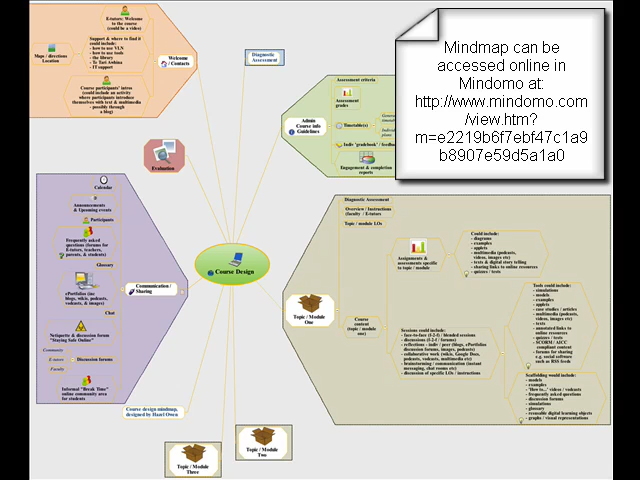 E-tutors: Welcome
to the course
(could be a video)
Support & where to find it
could include:
- how to use VLN
- how to use tools
- the library
- Te Turi Awhina
- IT support
Maps / directions
Location
Course participants' intros
(could include an activity
where participants introduce
themselves with text & multimedia
- possibly through
a blog)
Welcome
/ Contacts
Diagnostic
Assessment
Assessment criteria
Assessment
grades
Timetable(s)
Indiv 'gradebook' / feedba
Engagement & completion
reports
Admin
Course info
Guidelines
Mindmap can be
accessed online in
Mindomo at:
http://www.mindomo.com
/view.htm?
m=e2219b6f7ebf47c1a9
b8907e59d5a1a0
Evaluation
Calendar
Announcements
& Upcoming events
Participants
Frequently asked
questions (forums for
E-tutors, teachers,
parents, & students)
Glossary
ePortfolios (inc
blogs, wikis, podcasts,
vodcasts, & images)
Chat
Netiquette & discussion forum
"Staying Safe Online"
Community
E-tutors
Faculty
Discussion forums
Informal "Break Time"
online community area
for students
Communication /
Sharing
Course Design
Diagnostic Assessment
Overview / Instructions
(faculty / E-tutors
Topic / module LOs
Assignments &
assessments specific
to topic / module
Could include:
- diagrams
- examples
- applets
- multimedia (podcasts,
videos, images etc)
- texts & digital story telling
- sharing links to online resources
- quizzes / tests
Topic / Module
One
Course
content
(topic / module
one)
Sessions could include:
- face-to-face (f-2-f) / blended sessions
- discussions (f-2-f / forums)
- reflections - indiv / peer (blogs, ePortfolios
discussion forums, images, podcasts)
- collaborative work (wikis, Google Docs,
podcasts, vodcasts, multimedia etc)
- brainstorming / communication (instant
messaging, chat rooms etc)
- discussion of specific LOs / instructions
Tools could include:
- simulations
- models
- examples
- applets
- case studies / articles
- multimedia (podcasts,
videos, images etc)
- texts
- annotated links to
online resources
- quizzes / tests
- SCORM / AICC
compliant content
- forums for sharing
e.g. social software
such as RSS feeds
Scaffolding would include:
- models
- examples
- 'How to...' videos / vodcasts
- frequently asked questions
- discussion forums
- simulations
- glossary
- reusable digital learning objects
- graphs / visual representations
Course design mindmap,
designed by Hazel Owen
Topic / Module
Three
Topic / Module
Two